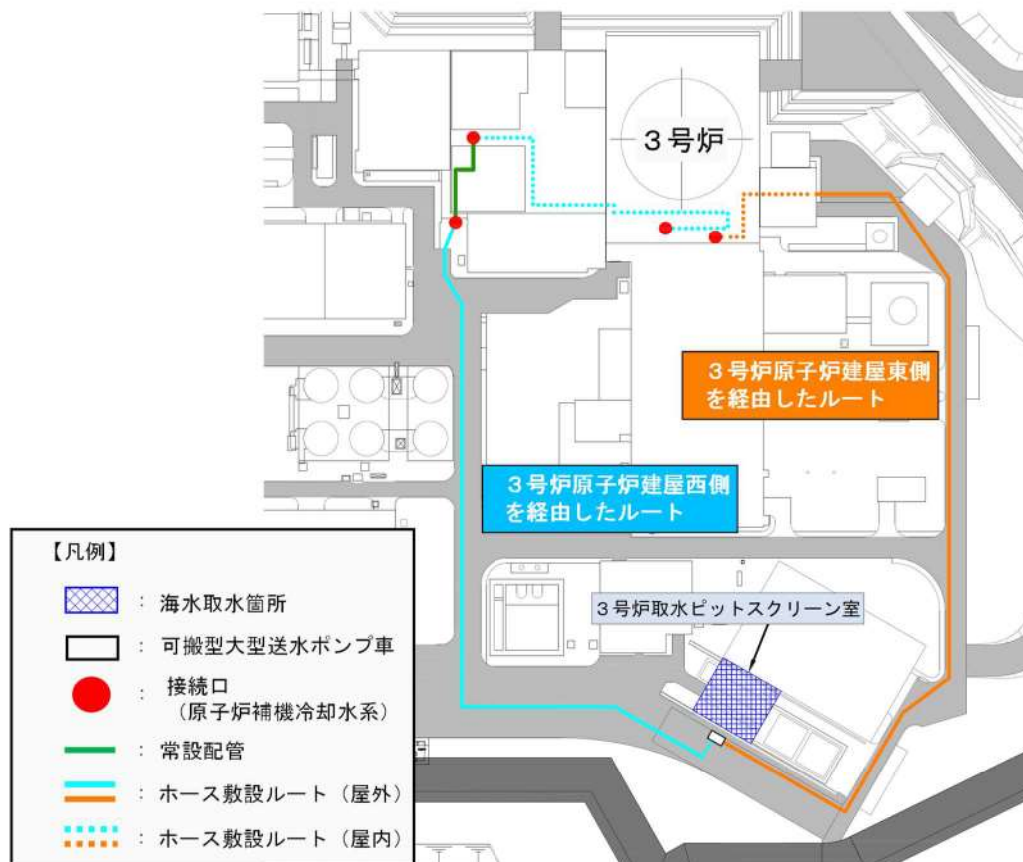 3号炉
3号炉原子炉建屋東側
を経由したルート
3号炉原子炉建屋西側
を経由したルート
3号炉取水ピットスクリーン室
【凡例】
： 海水取水箇所
： 可搬型大型送水ポンプ車
： 接続口
（原子炉補機冷却水系）
： 常設配管
： ホース敷設ルート（屋外）
： ホース敷設ルート（屋内）